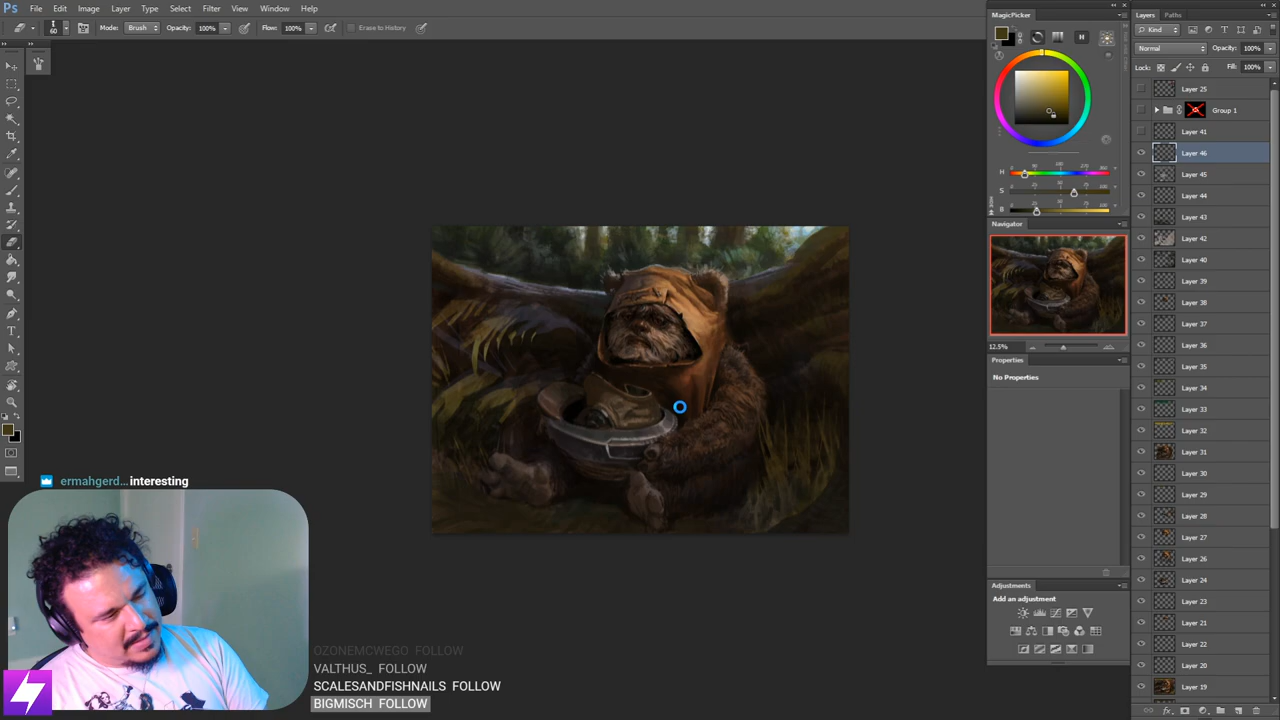 Ps File Edit Image Layer Type Select Filter View Window Help
60 Mode: Brush Opacity: 100% Flow: 100% Erase to History
MagicPicker
H
H
S
B
Navigator
12.5%
Properties
No Properties
Adjustments
Add an adjustment
Layers Paths
Kind
Normal Opacity: 100%
Lock: Fill: 100%
Layer 25
Group 1
Layer 41
Layer 46
Layer 45
Layer 44
Layer 43
Layer 42
Layer 40
Layer 39
Layer 38
Layer 37
Layer 36
Layer 35
Layer 34
Layer 33
Layer 32
Layer 31
Layer 30
Layer 29
Layer 28
Layer 27
Layer 26
Layer 24
Layer 23
Layer 21
Layer 22
Layer 20
Layer 19
fx
ermahgerd... interesting
OZONEMCWEGO FOLLOW
VALTHUS_ FOLLOW
SCALESANDFISHNAILS FOLLOW
BIGMISCH FOLLOW